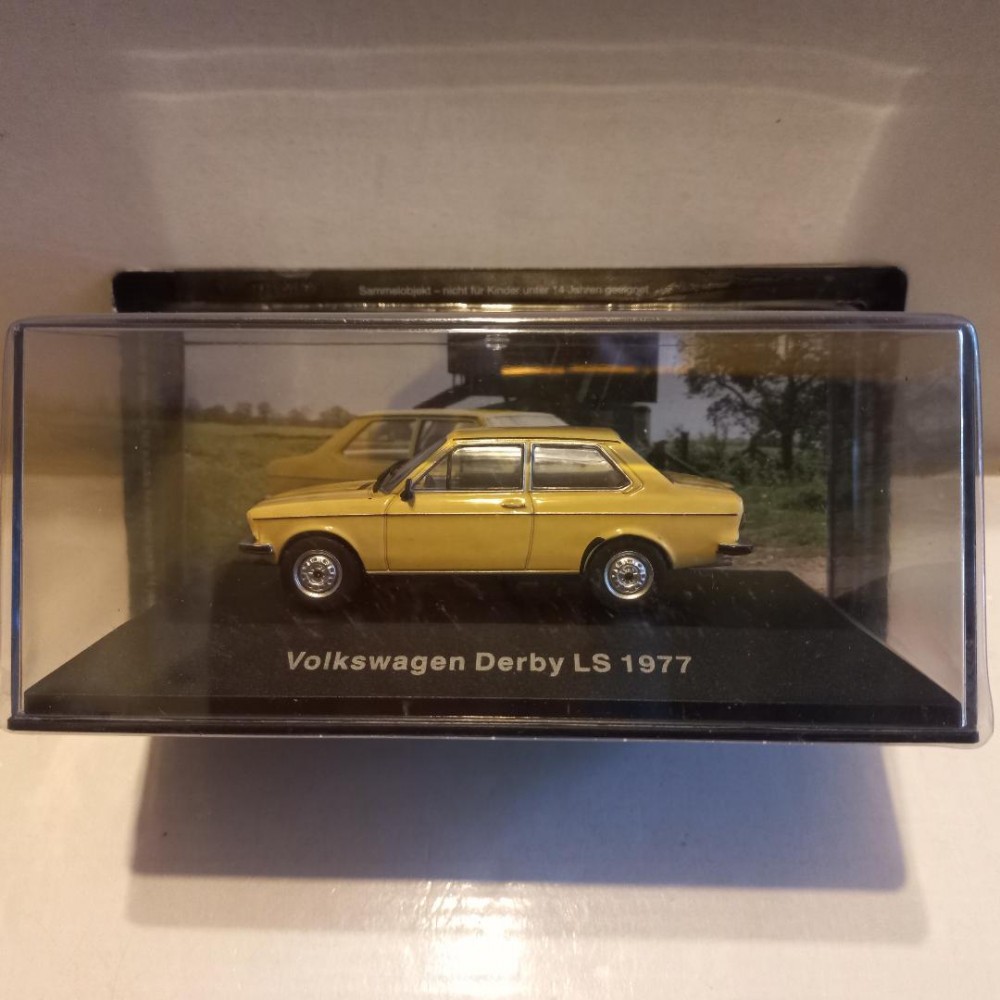 Sammelobjekt – nicht für Kinder unter 14 Jahren geeignet
Volkswagen Derby LS 1977